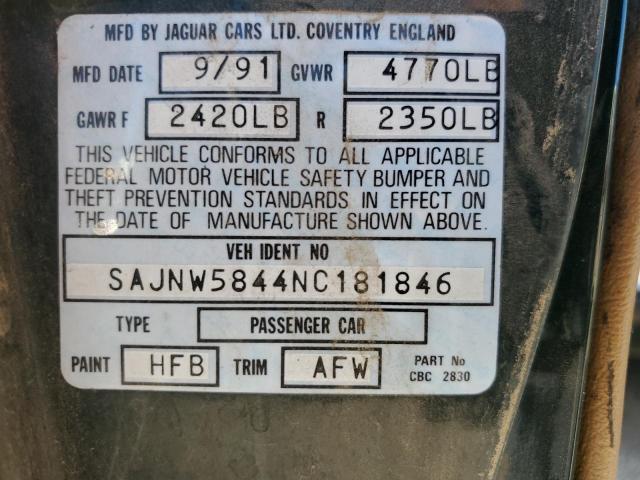 MFD BY JAGUAR CARS LTD. COVENTRY ENGLAND
MFD DATE 9/91 GVWR 4770LB
GAWR F 2420LB R 2350LB
THIS VEHICLE CONFORMS TO ALL APPLICABLE
FEDERAL MOTOR VEHICLE SAFETY BUMPER AND
THEFT PREVENTION STANDARDS IN EFFECT ON
THE DATE OF MANUFACTURE SHOWN ABOVE.
VEH IDENT NO
SAJNW5844NC181846
TYPE PASSENGER CAR
PAINT HFB TRIM AFW PART No
CBC 2830